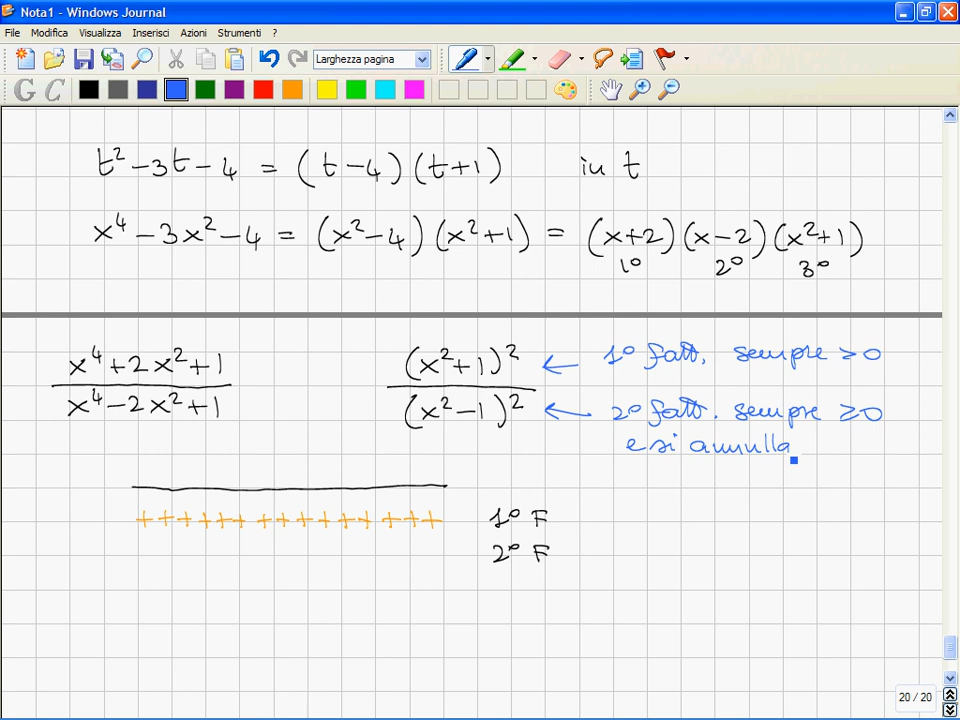 Nota1 - Windows Journal
File Modifica Visualizza Inserisci Azioni Strumenti ?
Larghezza pagina
G C
t² - 3t - 4 = (t - 4)(t + 1) in t
x⁴ - 3x² - 4 = (x² - 4)(x² + 1) = (x + 2)(x - 2)(x² + 1)
1° 2° 3°
x⁴ + 2x² + 1 (x² + 1)² ← 1° fatt. sempre >0
x⁴ - 2x² + 1 (x² - 1)² ← 2° fatt. sempre ≥0
e si annulla
+++++++++++++++ 1° F
2° F
20 / 20